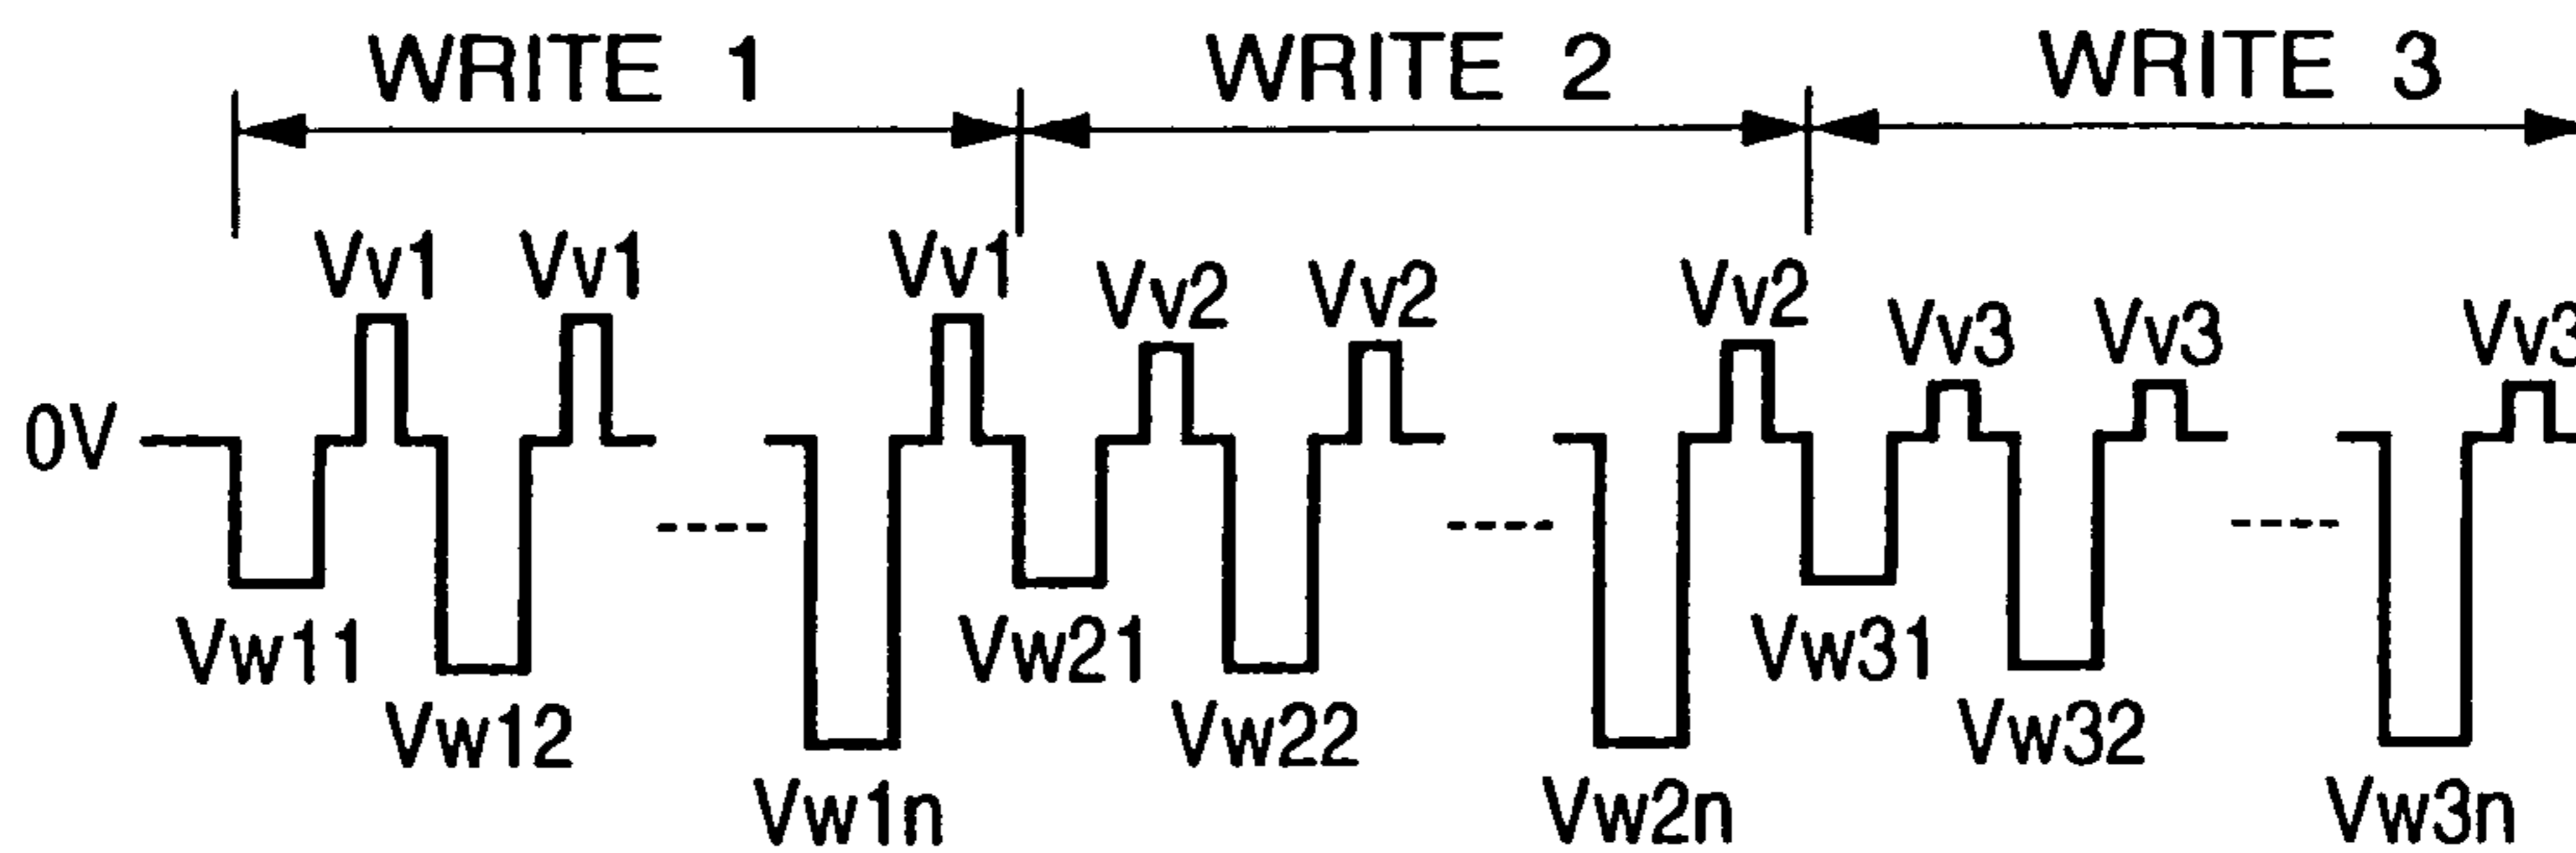 WRITE 1 WRITE 2 WRITE 3
Vv1 Vv1 Vv1 Vv2 Vv2 Vv2 Vv3 Vv3 Vv3
0V
Vw11 Vw21 Vw31
Vw12 Vw22 Vw32
Vw1n Vw2n Vw3n